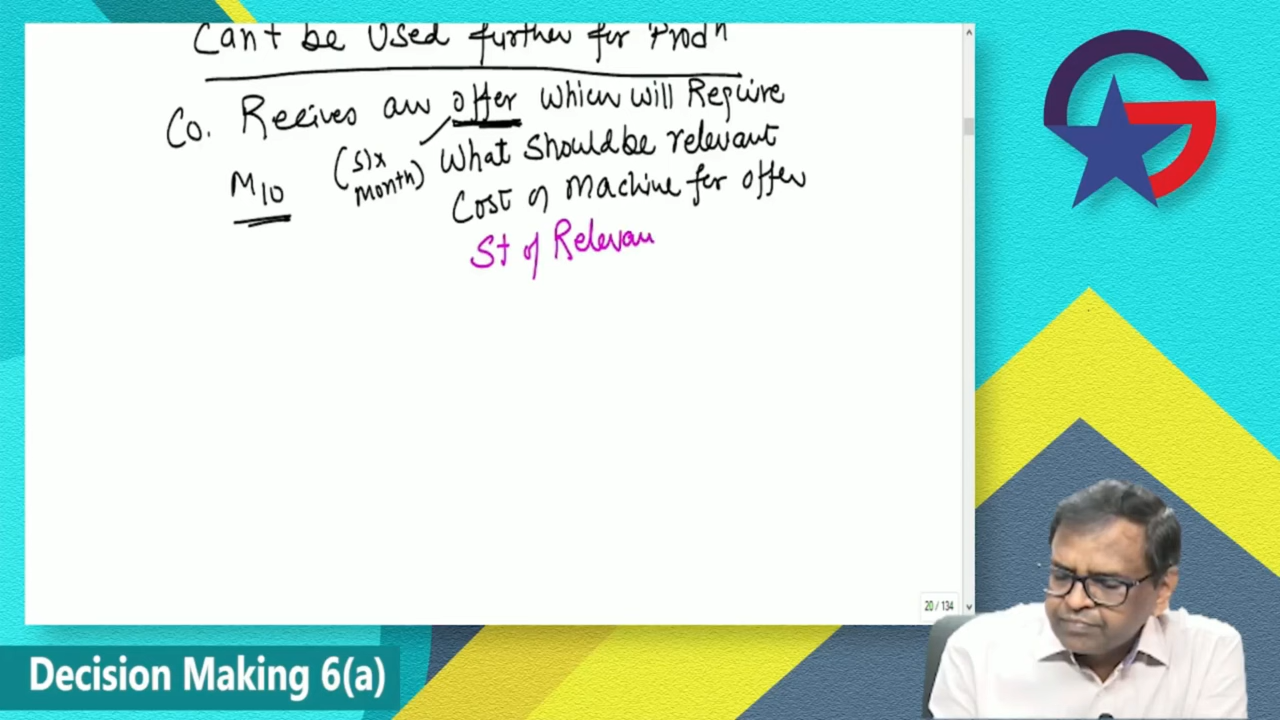 Can't be Used further for Prodn
Co. Recives an offer which will Require
M10 (six month) What should be relevant
Cost of Machine for offer
St of Relevan
20 / 134
Decision Making 6(a)